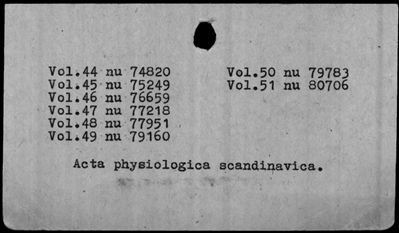 Vol.44 nu 74820
Vol.45 nu 75249
Vol.46 nu 76659
Vol.47 nu 77218
Vol.48 nu 77951
Vol.49 nu 79160
Vol.50 nu 79783
Vol.51 nu 80706
Acta physiologica scandinavica.